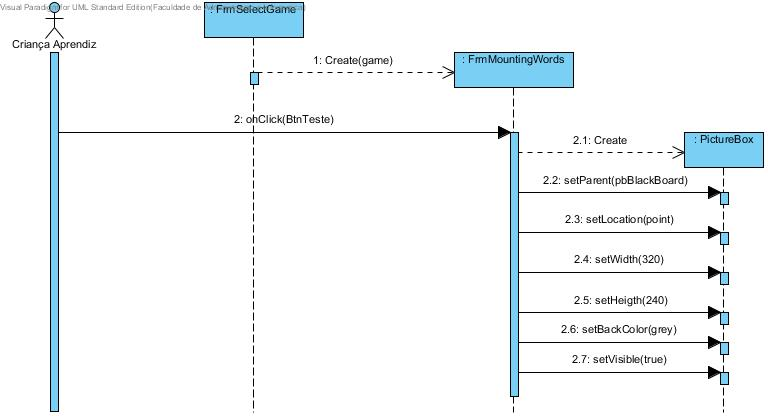 Visual Paradigm for UML Standard Edition(Faculdade de
: FrmSelectGame
Criança Aprendiz
1: Create(game)
: FrmMountingWords
2: onClick(BtnTeste)
2.1: Create
: PictureBox
2.2: setParent(pbBlackBoard)
2.3: setLocation(point)
2.4: setWidth(320)
2.5: setHeigth(240)
2.6: setBackColor(grey)
2.7: setVisible(true)